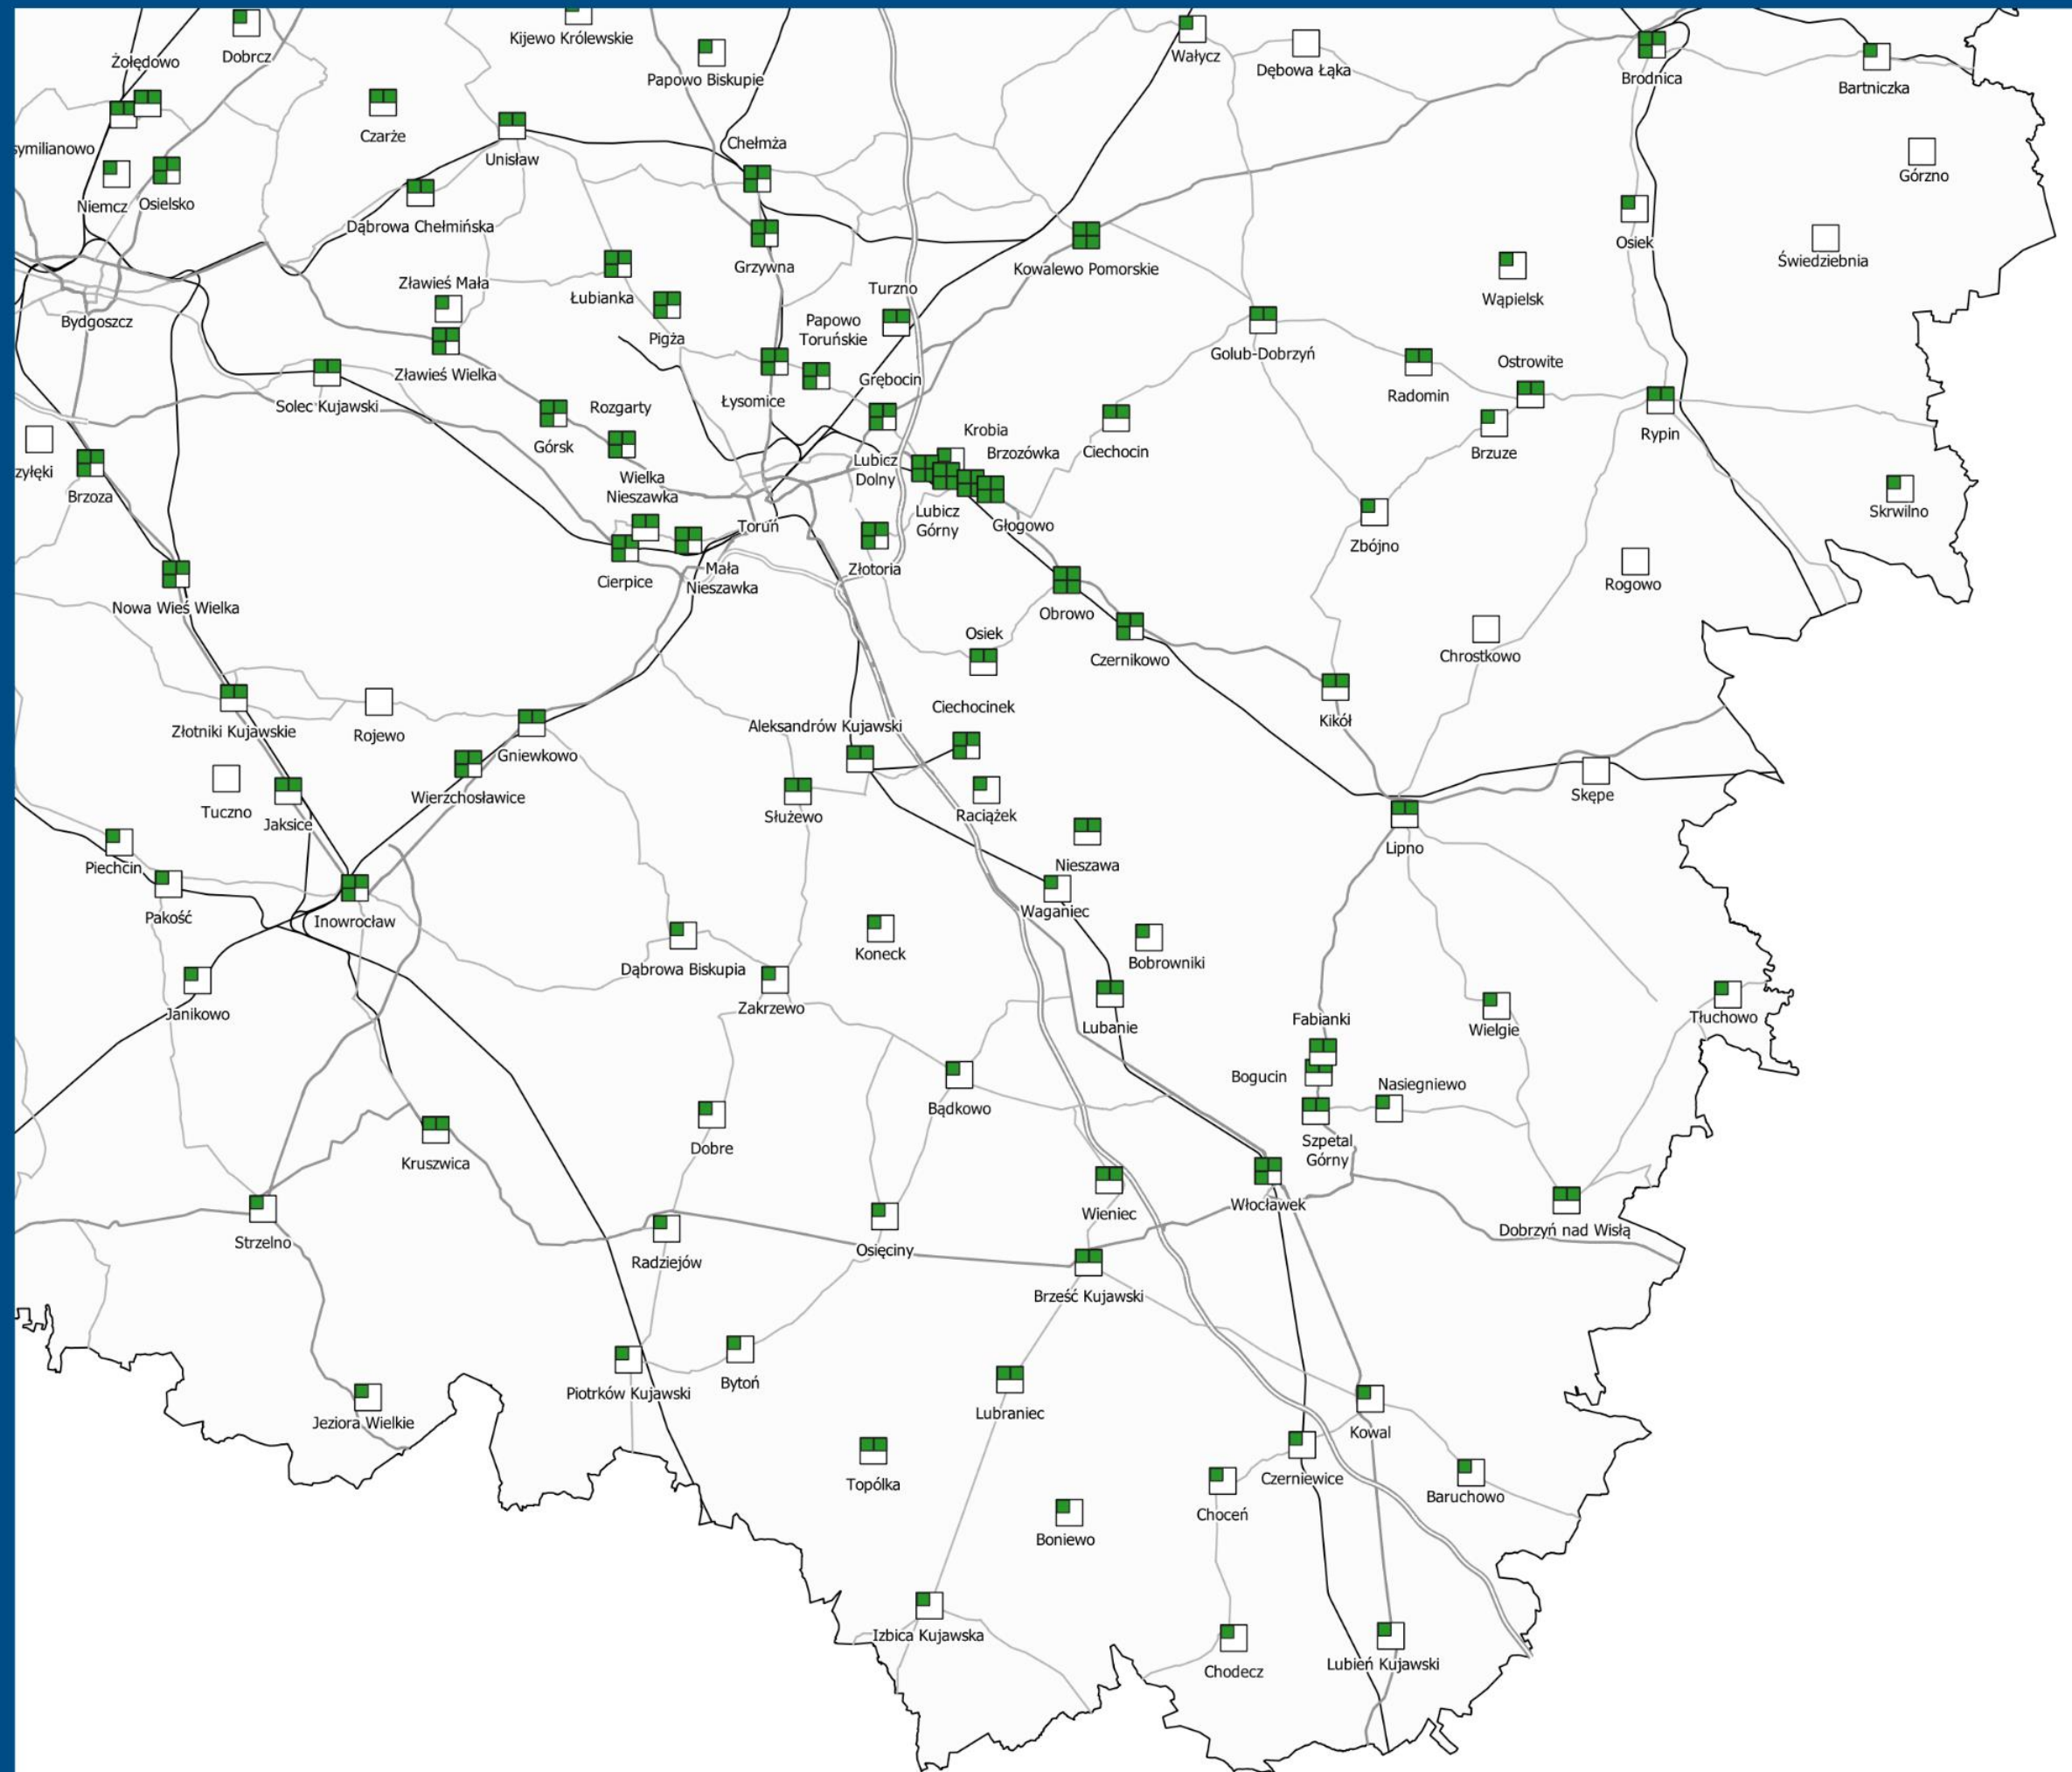 Kijewo Królewskie
Dobrcz
Żołędowo
Papowo Biskupie
Wałycz
Dębowa Łąka
Brodnica
Bartniczka
Czarże
symilianowo
Unisław
Chełmża
Górzno
Niemcz
Osielsko
Dąbrowa Chełmińska
Osiek
Świedziebnia
Grzywna
Kowalewo Pomorskie
Zławieś Mała
Łubianka
Turzno
Wąpielsk
Bydgoszcz
Papowo
Toruńskie
Pigża
Golub-Dobrzyń
Ostrowite
Zławieś Wielka
Grębocin
Radomin
Solec Kujawski
Rozgarty
Łysomice
Górsk
Krobia
Rypin
Brzozówka
Ciechocin
Brzuze
zyłęki
Brzoza
Lubicz
Dolny
Wielka
Nieszawka
Lubicz
Górny
Głogowo
Skrwilno
Toruń
Zbójno
Cierpice
Mała
Nieszawka
Złotoria
Rogowo
Nowa Wieś Wielka
Obrowo
Osiek
Czernikowo
Chrostkowo
Ciechocinek
Złotniki Kujawskie
Rojewo
Aleksandrów Kujawski
Kikół
Gniewkowo
Wierzchosławice
Skępe
Tuczno
Jaksice
Służewo
Raciążek
Lipno
Piechcin
Nieszawa
Pakość
Inowrocław
Waganiec
Koneck
Bobrowniki
Dąbrowa Biskupia
Zakrzewo
Janikowo
Lubanie
Fabianki
Wielgie
Tłuchowo
Bogucin
Nasiegniewo
Bądkowo
Dobre
Szpetal
Górny
Kruszwica
Włocławek
Wieniec
Dobrzyń nad Wisłą
Strzelno
Osięciny
Radziejów
Brześć Kujawski
Bytoń
Piotrków Kujawski
Lubraniec
Jeziora Wielkie
Kowal
Topólka
Czerniewice
Baruchowo
Choceń
Boniewo
Izbica Kujawska
Lubień Kujawski
Chodecz